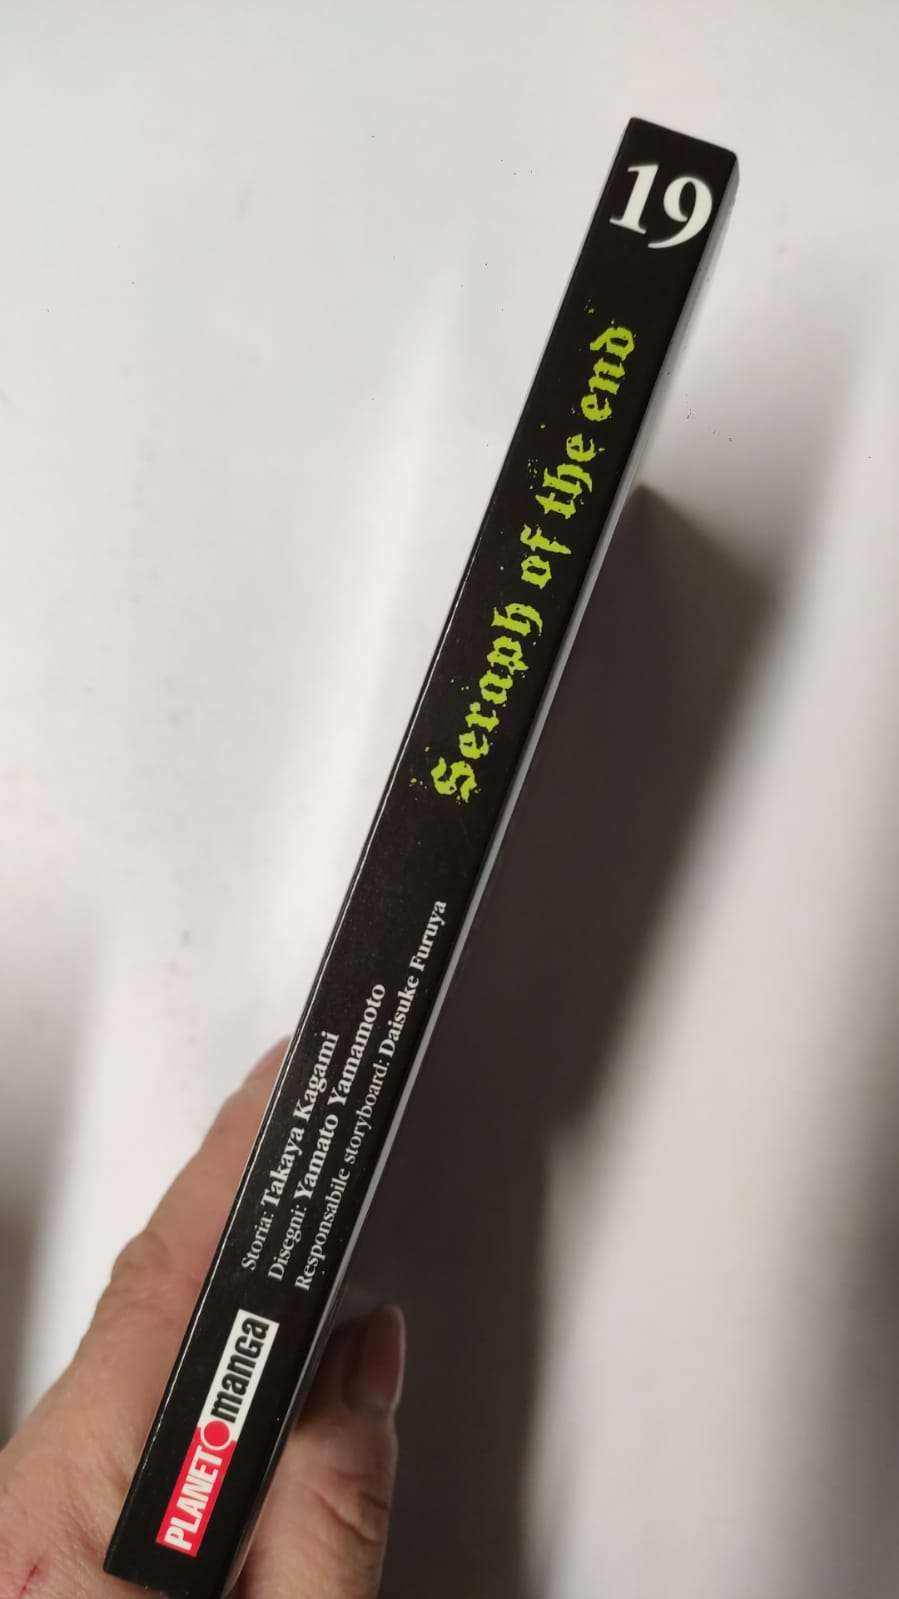 19
Seraph of the end
Storia: Takaya Kagami
Disegni: Yamato Yamamoto
Responsabile storyboard: Daisuke Furuya
PLANET manga